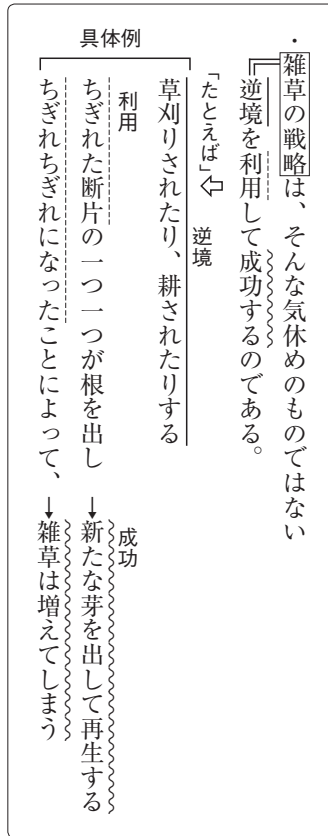 ・雑草の戦略は、そんな気休めのものではない
逆境を利用して成功するのである。
「たとえば」⇦
逆境
草刈りされたり、耕されたりする
利用
成功
ちぎれた断片の一つ一つが根を出し→新たな芽を出して再生する
ちぎれちぎれになったことによって、→雑草は増えてしまう
具体例